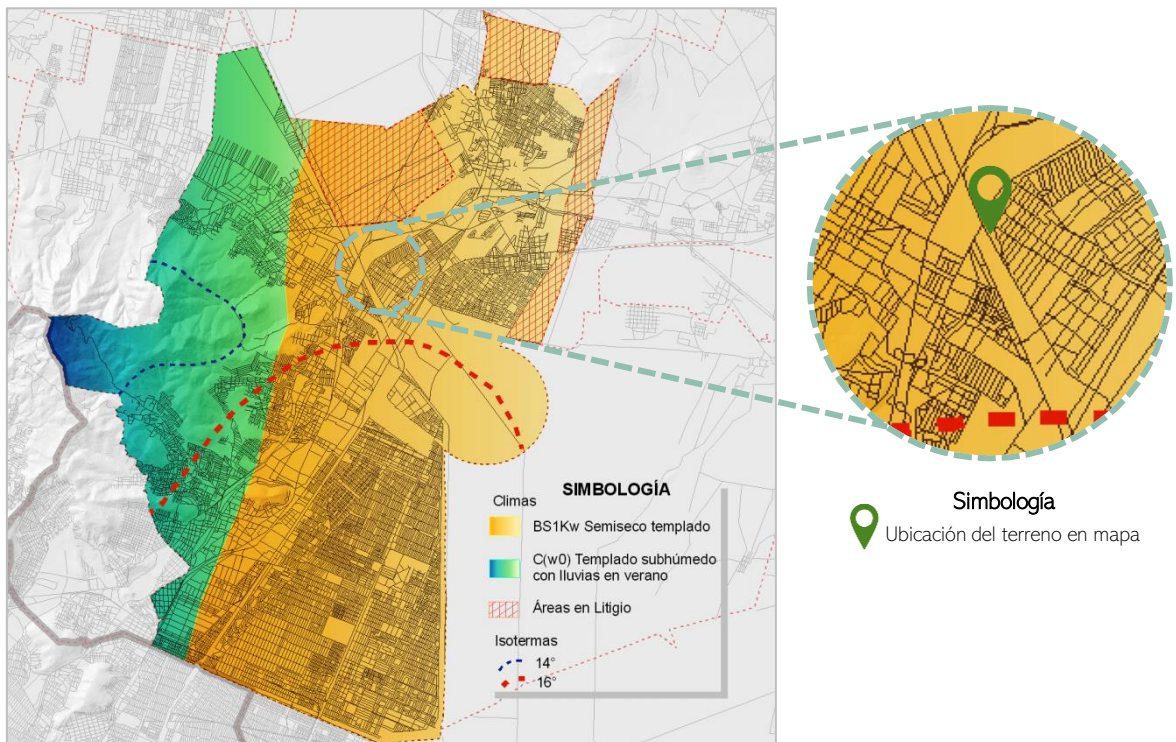 SIMBOLOGÍA
Climas
BS1Kw Semiseco templado
C(w0) Templado subhúmedo
con lluvias en verano
Áreas en Litigio
Isotermas
14°
16°
Simbología
Ubicación del terreno en mapa